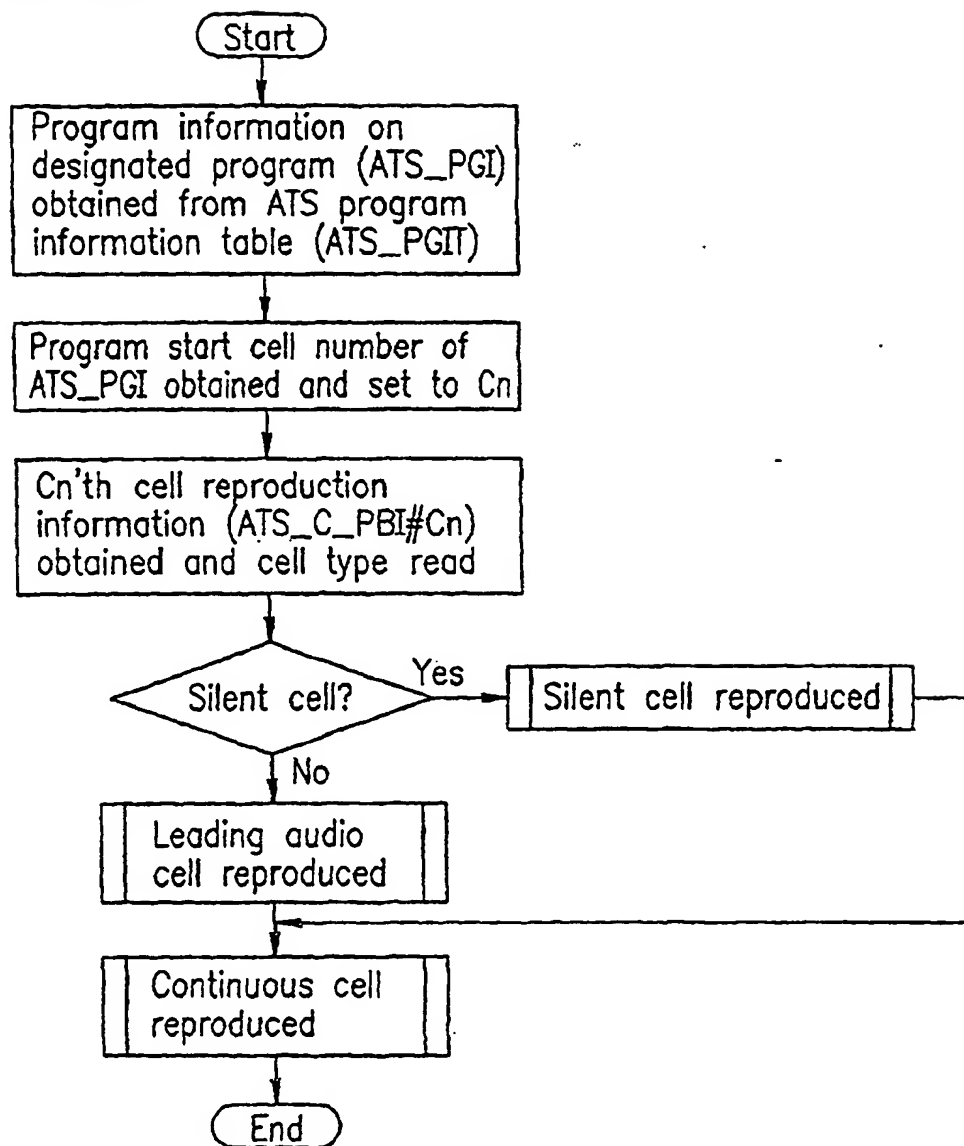 Start
Program information on
designated program (ATS_PGI)
obtained from ATS program
information table (ATS_PGIT)
Program start cell number of
ATS_PGI obtained and set to Cn
Cn'th cell reproduction
information (ATS_C_PBI#Cn)
obtained and cell type read
Silent cell?
Yes
Silent cell reproduced
No
Leading audio
cell reproduced
Continuous cell
reproduced
End